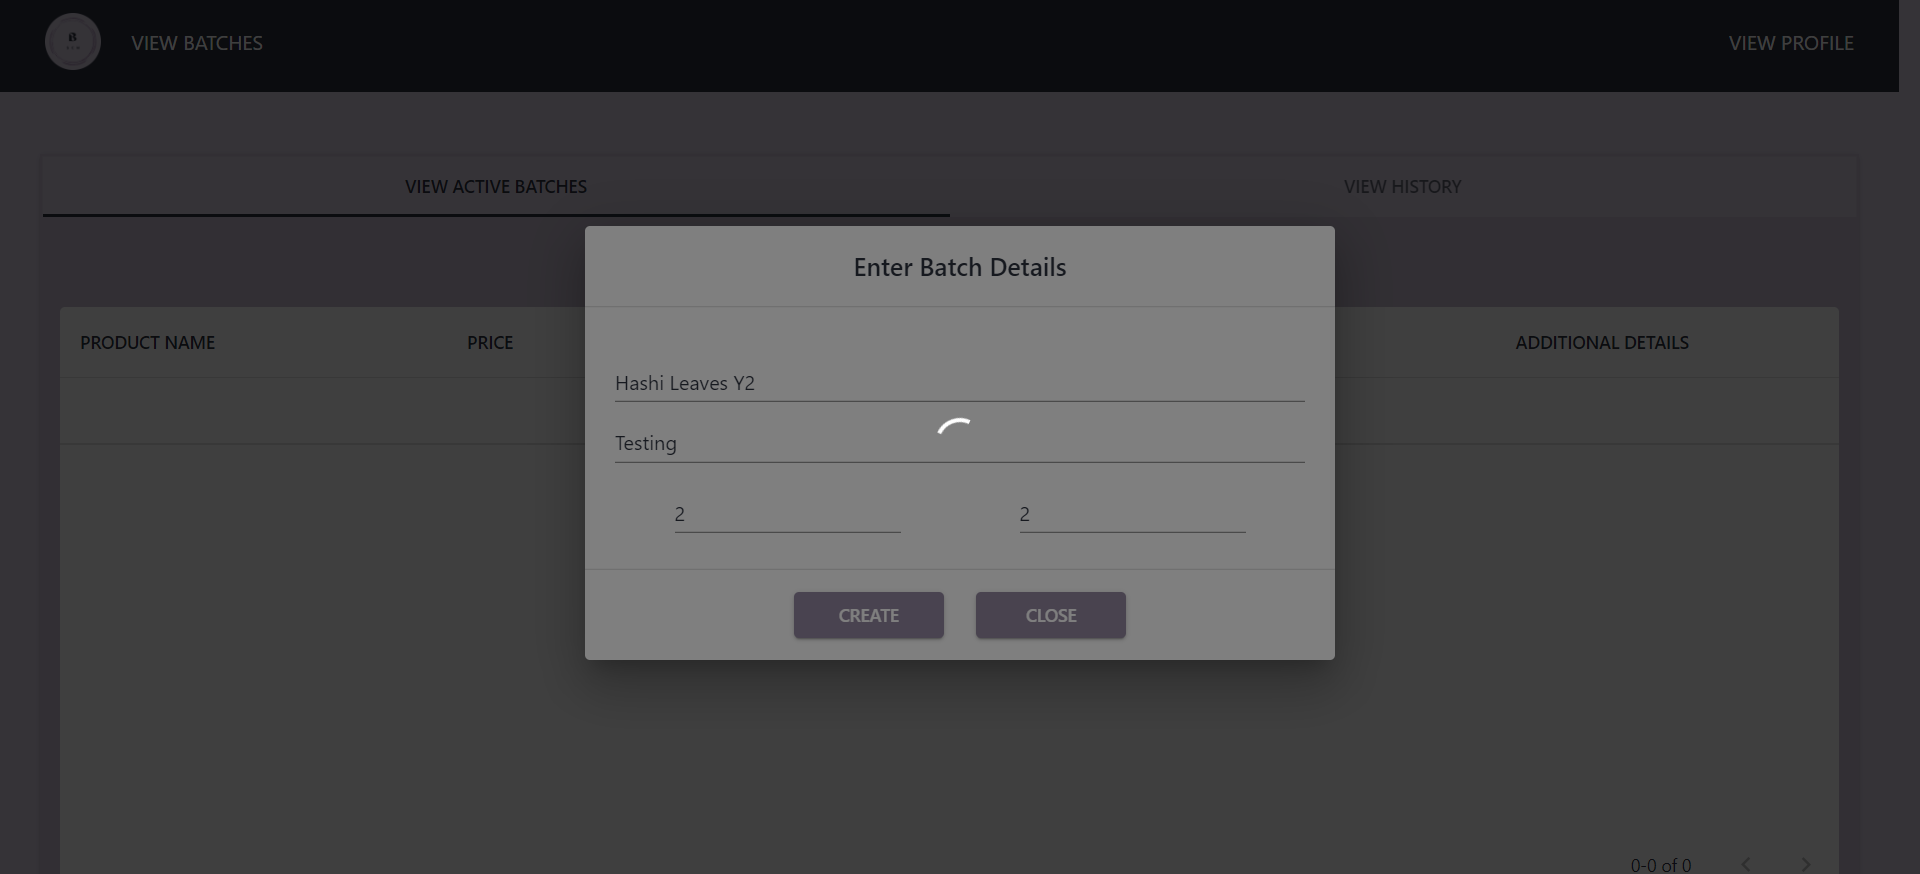 B
VIEW BATCHES
VIEW PROFILE
VIEW ACTIVE BATCHES
VIEW HISTORY
Enter Batch Details
PRODUCT NAME
PRICE
ADDITIONAL DETAILS
Hashi Leaves Y2
Testing
2
2
CREATE
CLOSE
0-0 of 0